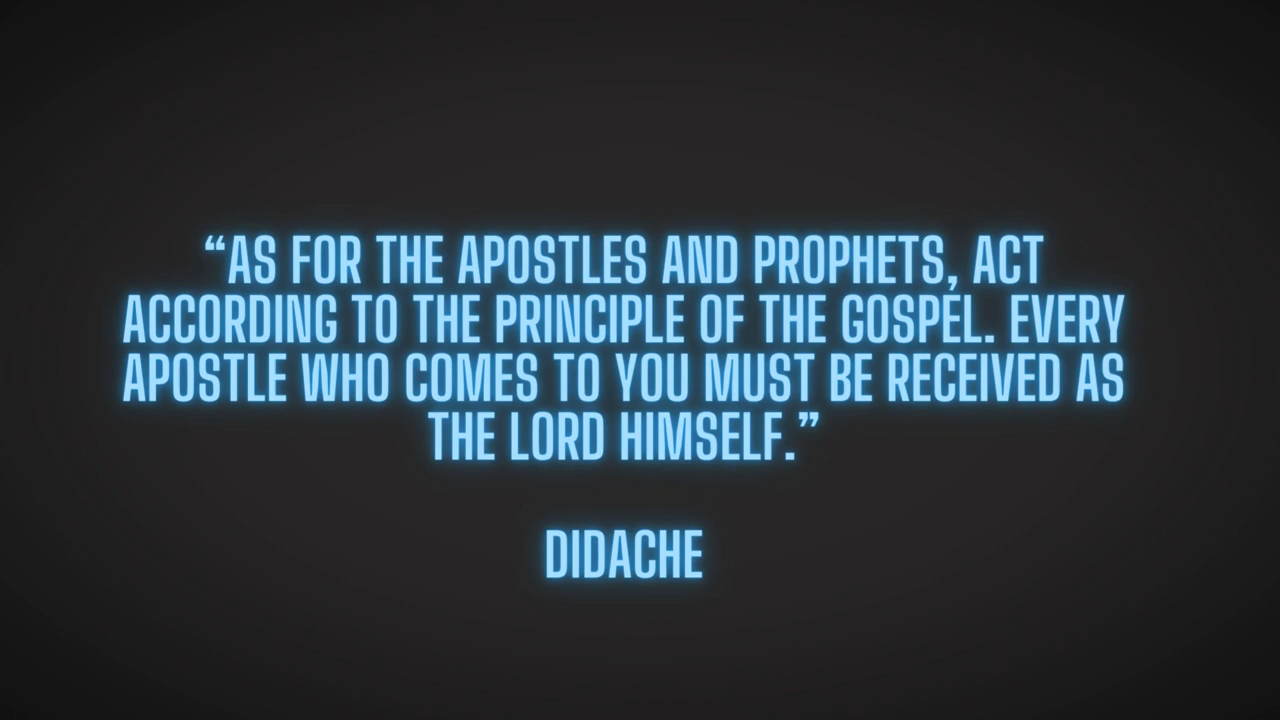 “AS FOR THE APOSTLES AND PROPHETS, ACT
ACCORDING TO THE PRINCIPLE OF THE GOSPEL. EVERY
APOSTLE WHO COMES TO YOU MUST BE RECEIVED AS
THE LORD HIMSELF.”
DIDACHE